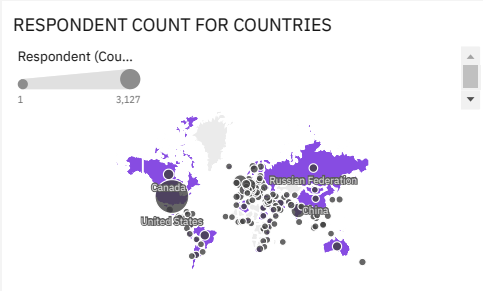 RESPONDENT COUNT FOR COUNTRIES
Respondent (Cou...
1 3,127
Canada
Russian Federation
China
United States